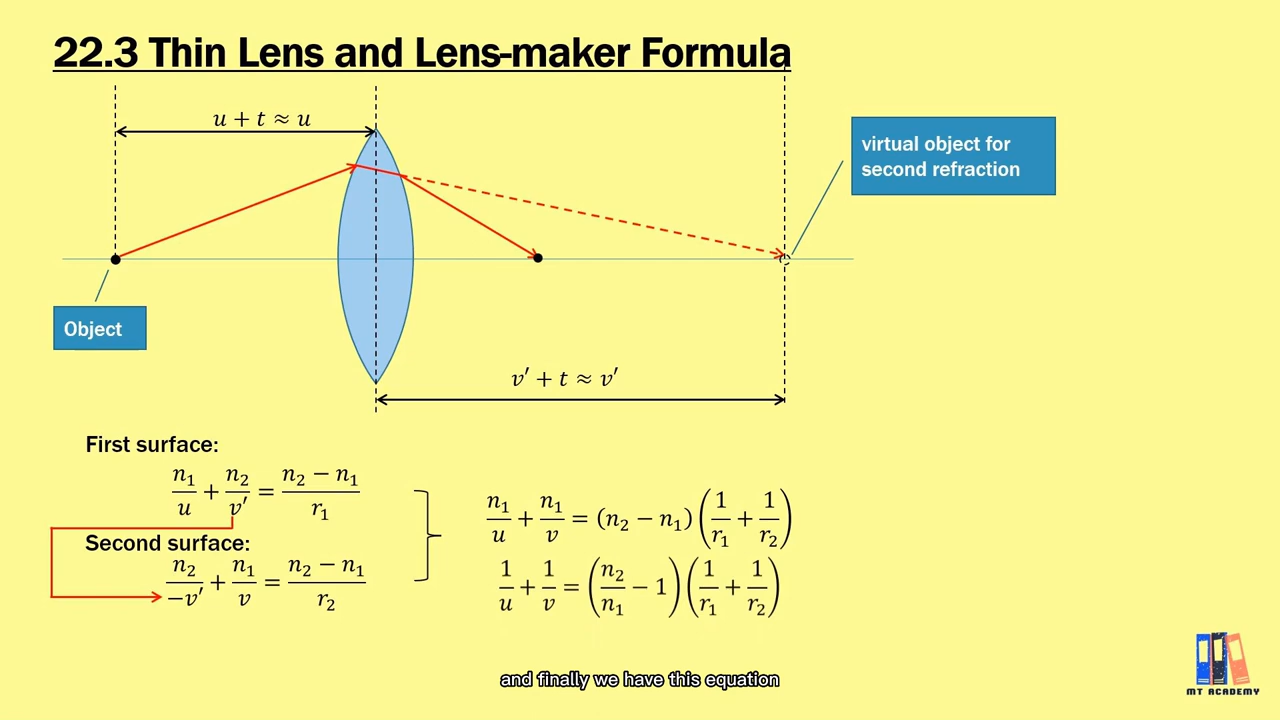 22.3 Thin Lens and Lens-maker Formula
u + t ≈ u
virtual object for
second refraction
Object
v′ + t ≈ v′
First surface:
n₁/u + n₂/v′ = (n₂ − n₁)/r₁
Second surface:
n₂/−v′ + n₁/v = (n₂ − n₁)/r₂
n₁/u + n₁/v = (n₂ − n₁)(1/r₁ + 1/r₂)
1/u + 1/v = (n₂/n₁ − 1)(1/r₁ + 1/r₂)
and finally we have this equation
MT ACADEMY